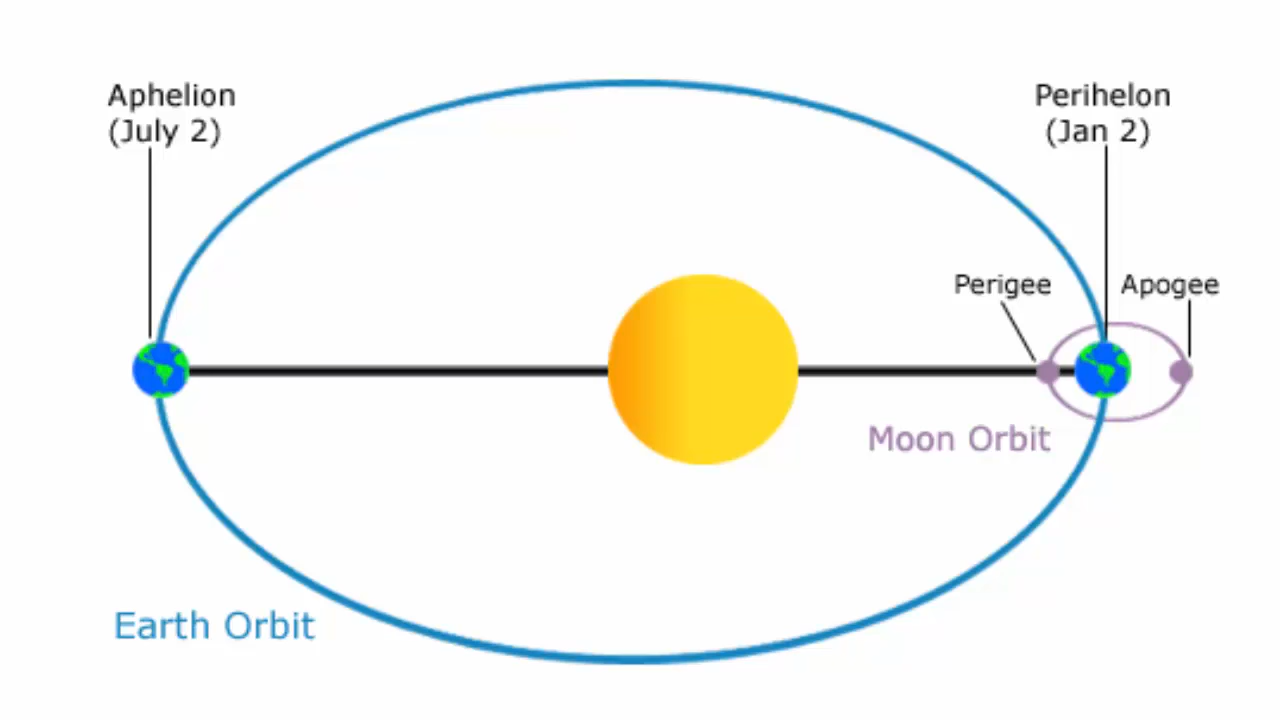 Aphelion
(July 2)
Perihelon
(Jan 2)
Perigee
Apogee
Moon Orbit
Earth Orbit